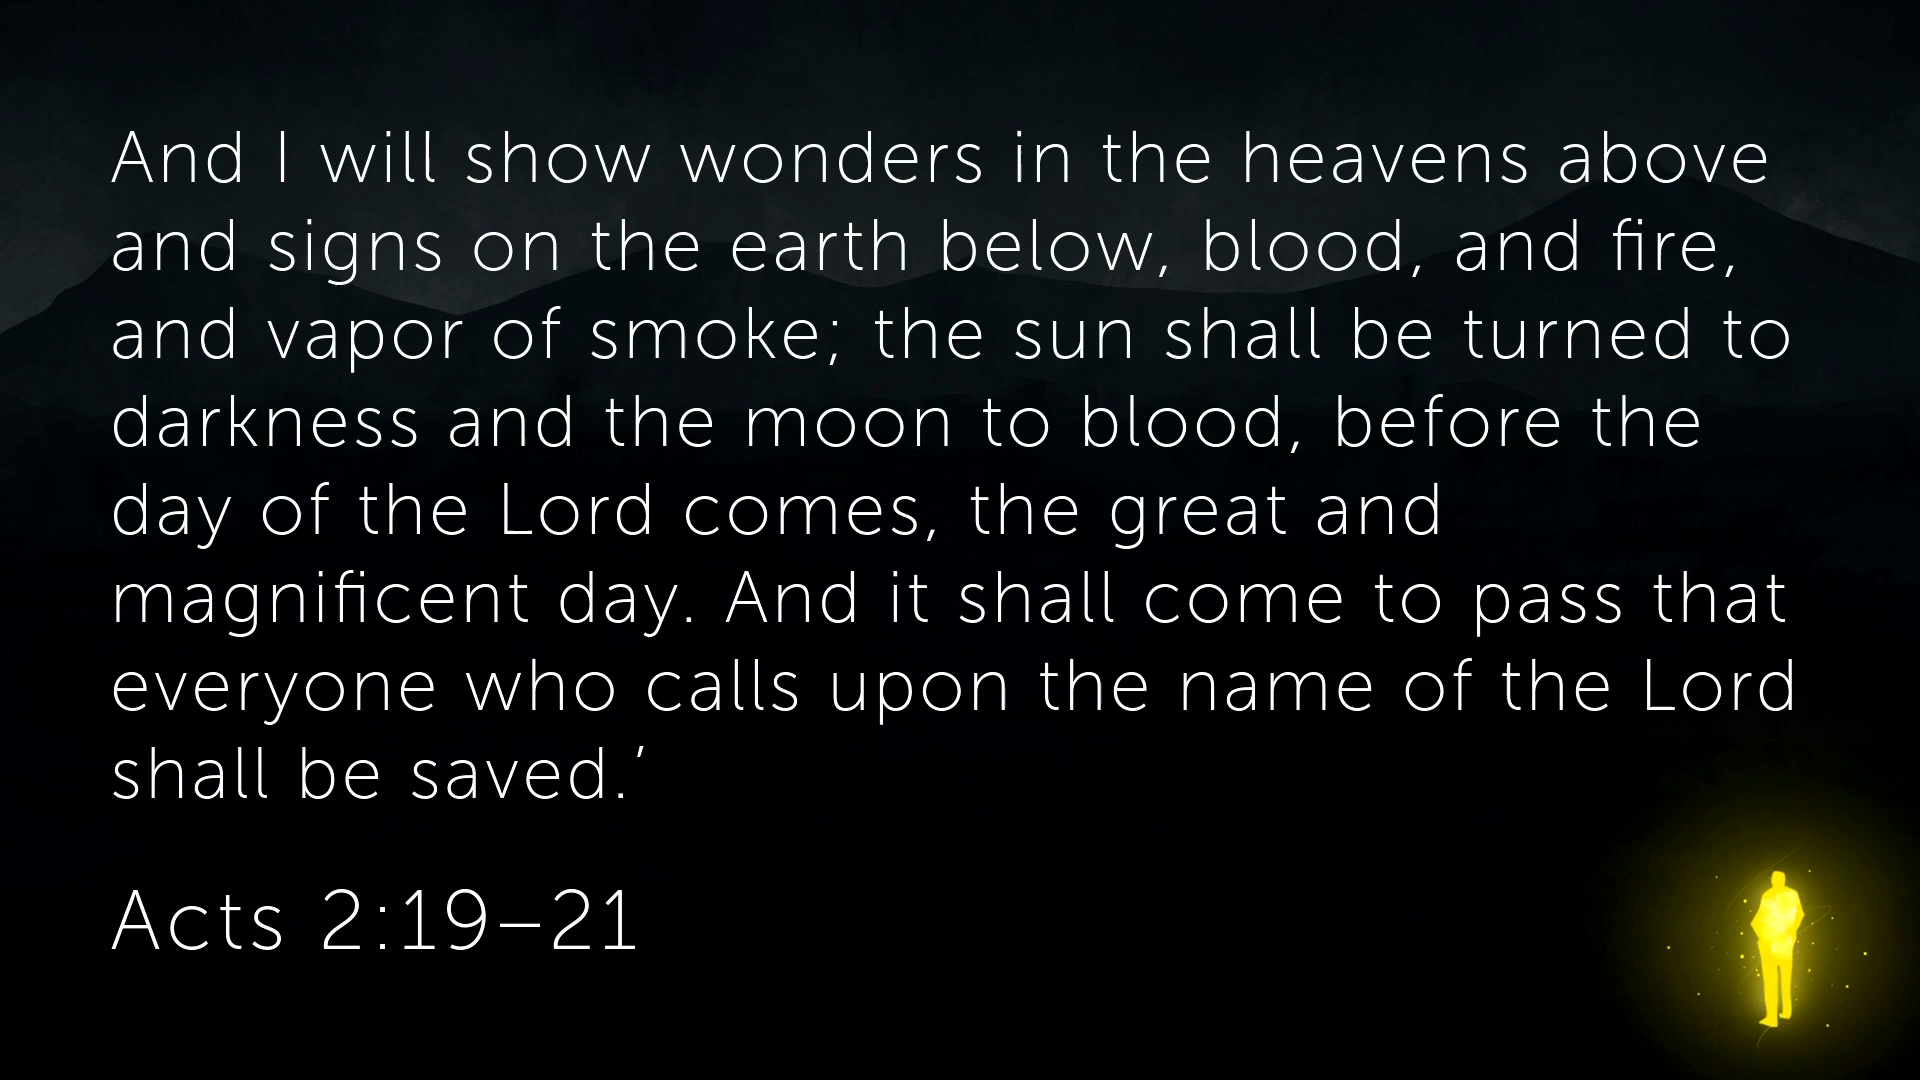 And I will show wonders in the heavens above
and signs on the earth below, blood, and fire,
and vapor of smoke; the sun shall be turned to
darkness and the moon to blood, before the
day of the Lord comes, the great and
magnificent day. And it shall come to pass that
everyone who calls upon the name of the Lord
shall be saved.’
Acts 2:19–21